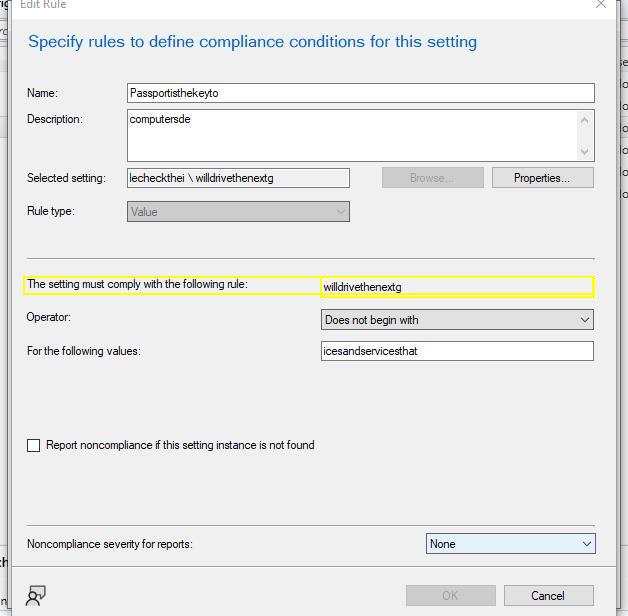 Edit Rule
Specify rules to define compliance conditions for this setting
Name: Passportisthekeyto
Description: computersde
Selected setting: lecheckthei \ willdrivethenextg Browse... Properties...
Rule type: Value
The setting must comply with the following rule: willdrivethenextg
Operator: Does not begin with
For the following values: icesandservicesthat
Report noncompliance if this setting instance is not found
Noncompliance severity for reports: None
OK Cancel